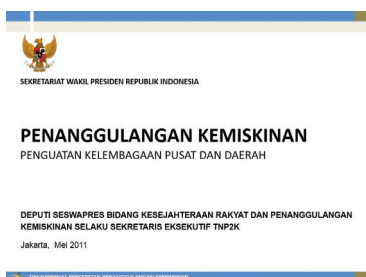 SEKRETARIAT WAKIL PRESIDEN REPUBLIK INDONESIA
PENANGGULANGAN KEMISKINAN
PENGUATAN KELEMBAGAAN PUSAT DAN DAERAH
DEPUTI SESWAPRES BIDANG KESEJAHTERAAN RAKYAT DAN PENANGGULANGAN
KEMISKINAN SELAKU SEKRETARIS EKSEKUTIF TNP2K
Jakarta, Mei 2011